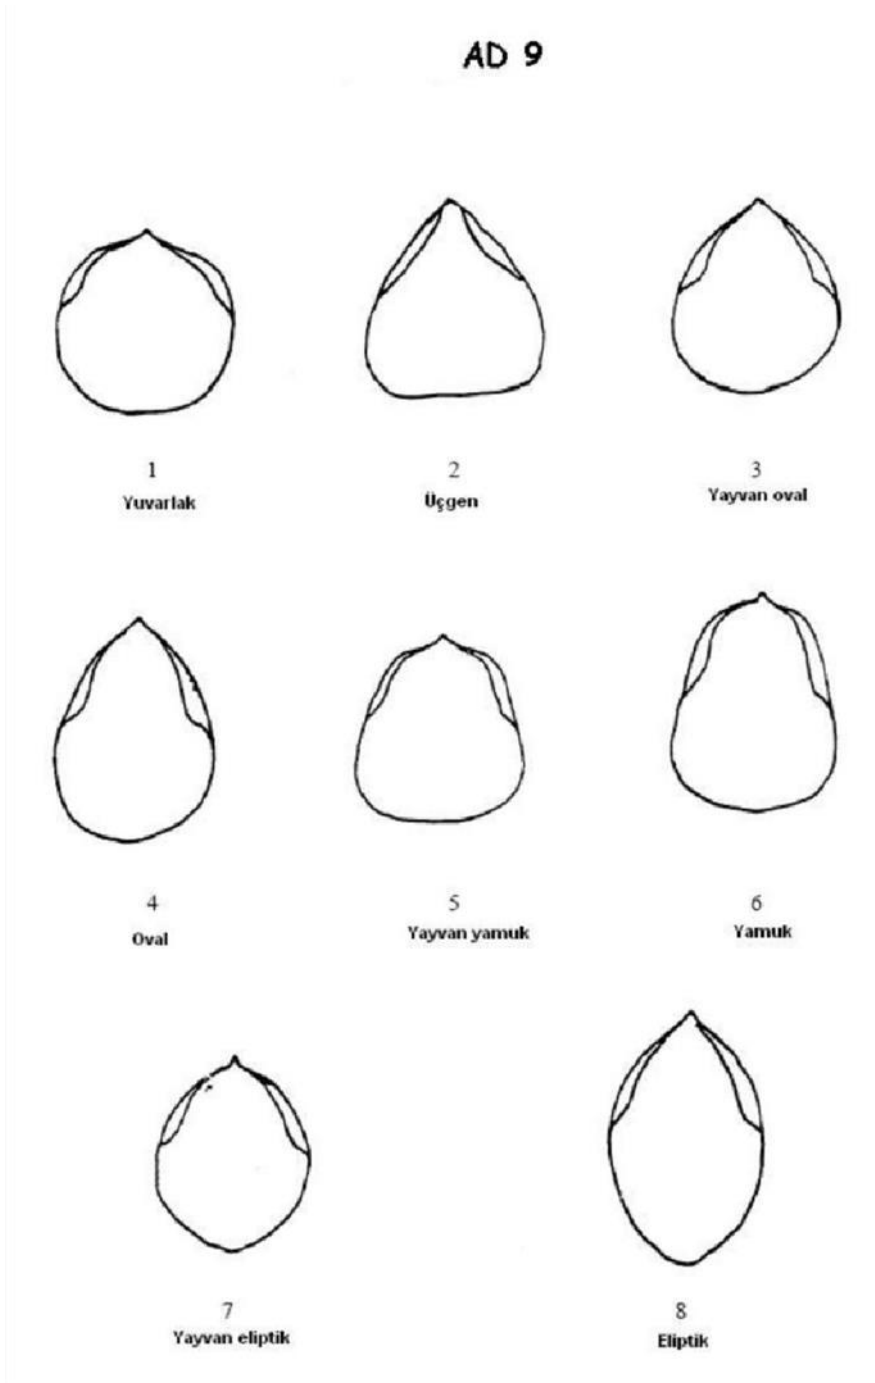 AD 9
1
Yuvarlak
2
Üçgen
3
Yayvan oval
4
Oval
5
Yayvan yamuk
6
Yamuk
7
Yayvan eliptik
8
Eliptik